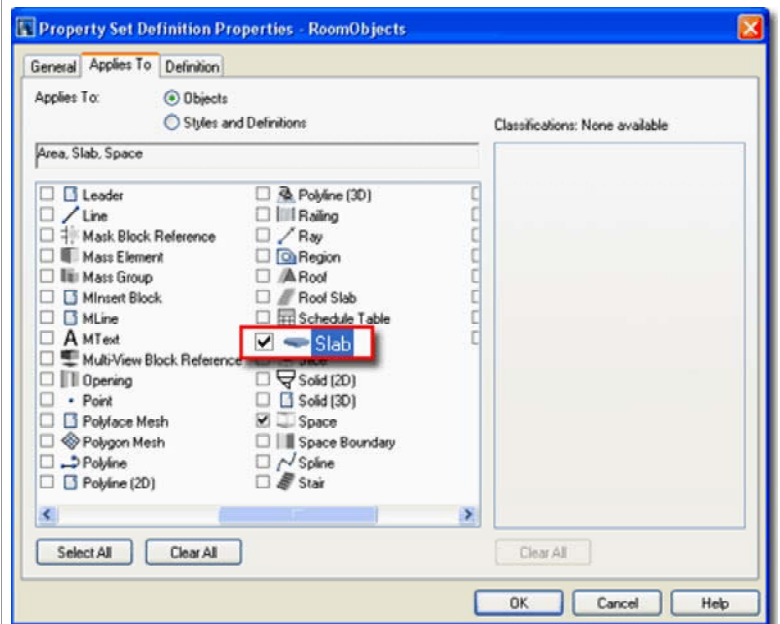 Property Set Definition Properties - RoomObjects
General Applies To Definition
Applies To: Objects
Styles and Definitions
Classifications: None available
Area, Slab, Space
Leader
Line
Mask Block Reference
Mass Element
Mass Group
MInsert Block
MLine
MText
Multi-View Block Reference
Opening
Point
Polyface Mesh
Polygon Mesh
Polyline
Polyline (2D)
Polyline (3D)
Railing
Ray
Region
Roof
Roof Slab
Schedule Table
Slab
Slice
Solid (2D)
Solid (3D)
Space
Space Boundary
Spline
Stair
Select All Clear All
Clear All
OK Cancel Help